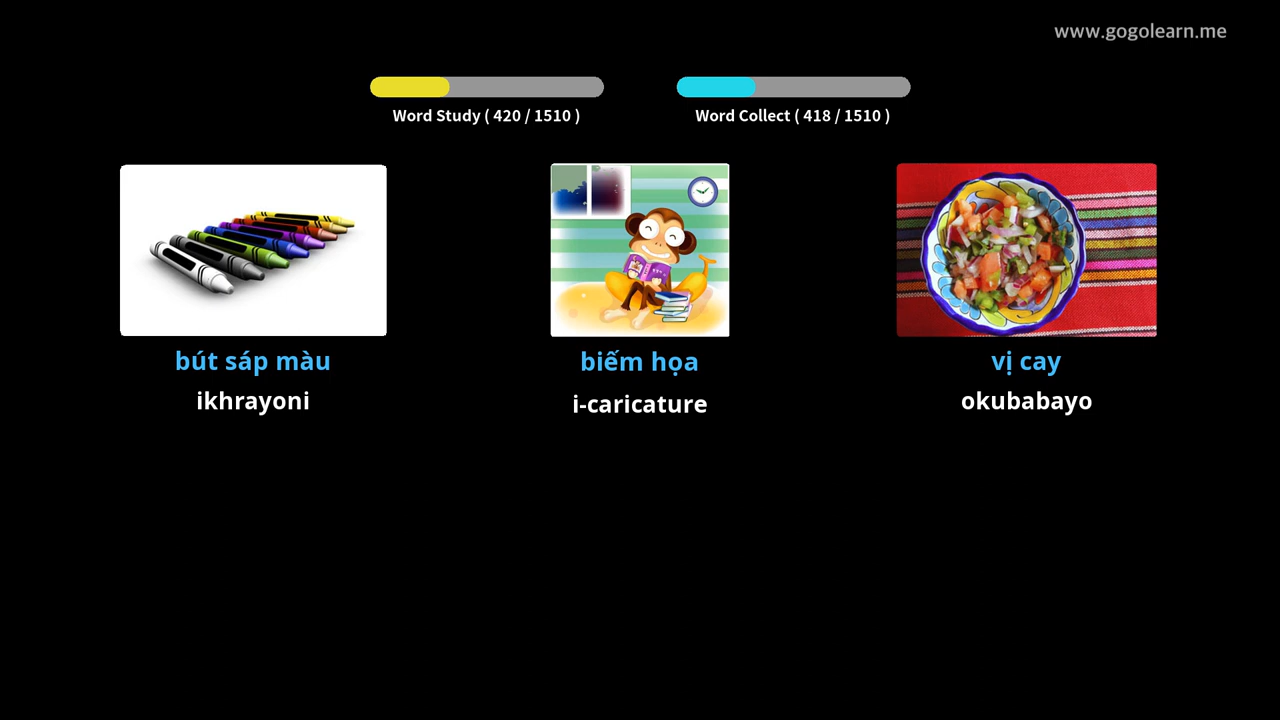 www.gogolearn.me
Word Study ( 420 / 1510 )
Word Collect ( 418 / 1510 )
bút sáp màu
ikhrayoni
biếm họa
i-caricature
vị cay
okubabayo